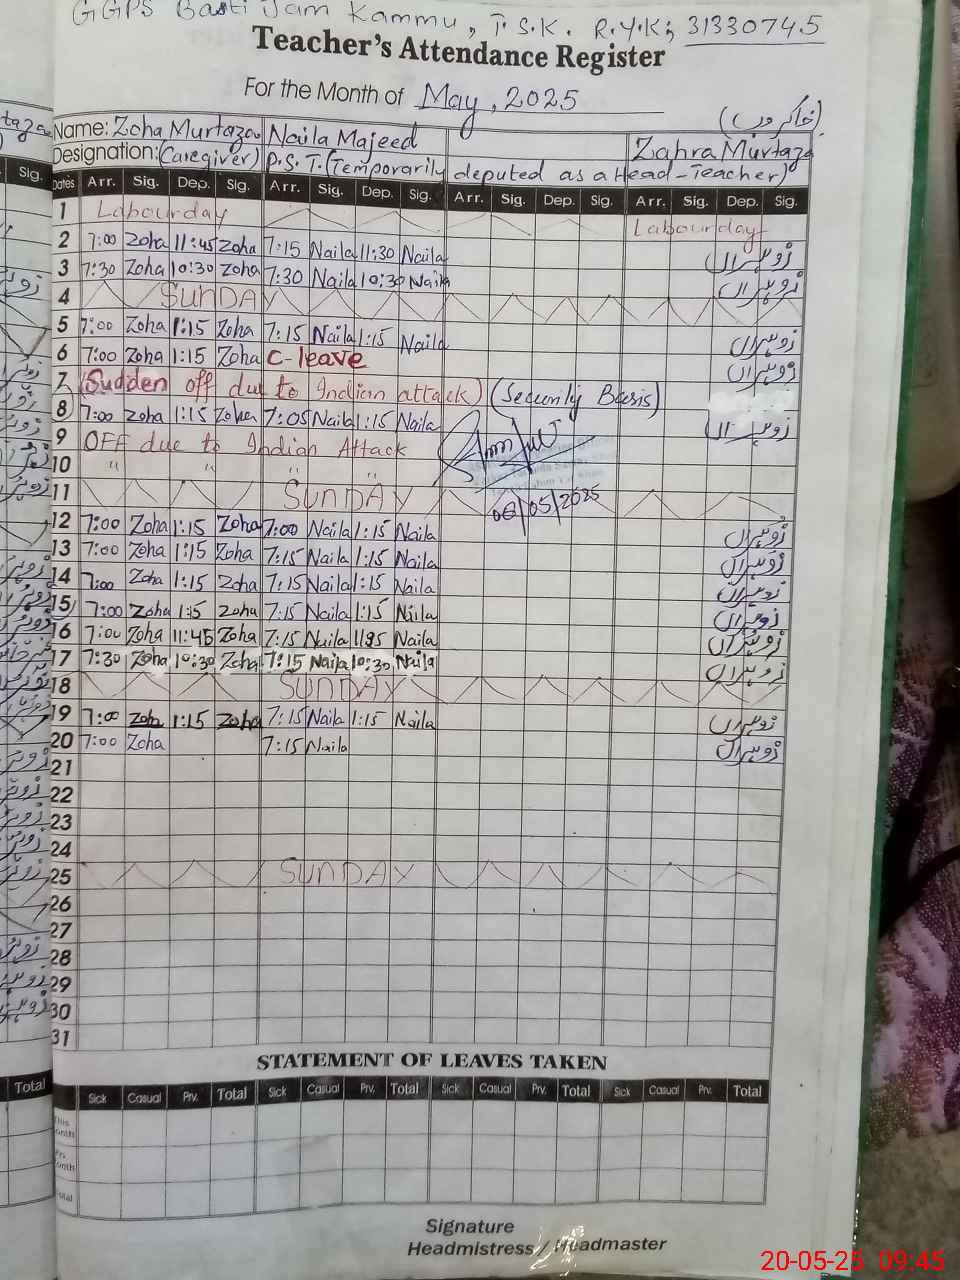 GGPS Basti Jam Kammu, T.S.K. R.Y.K; 31330745
Teacher's Attendance Register
For the Month of May, 2025
(خاکروب)
Name: Zoha Murtaza Naila Majeed Zahra Murtaza
Designation: (Caregiver) P.S.T. (Temporarily deputed as a Head-Teacher)
Dates Arr. Sig. Dep. Sig. Arr. Sig. Dep. Sig. Arr. Sig. Dep. Sig. Arr. Sig. Dep. Sig.
1 Labourday Labourday
2 7:00 Zoha 11:45 Zoha 7:15 Naila 11:30 Naila
3 7:30 Zoha 10:30 Zoha 7:30 Naila 10:30 Naila
4 SUNDAY
5 7:00 Zoha 1:15 Zoha 7:15 Naila 1:15 Naila
6 7:00 Zoha 1:15 Zoha C-leave
7 (Sudden off due to Indian attack) (Security Basis)
8 7:00 Zoha 1:15 Zoha 7:05 Naila 1:15 Naila
9 OFF due to Indian Attack
10 " " " "
11 SUNDAY
08/05/2025
12 7:00 Zoha 1:15 Zoha 7:00 Naila 1:15 Naila
13 7:00 Zoha 1:15 Zoha 7:15 Naila 1:15 Naila
14 7:00 Zoha 1:15 Zoha 7:15 Naila 1:15 Naila
15 7:00 Zoha 1:15 Zoha 7:15 Naila 1:15 Naila
16 7:00 Zoha 11:45 Zoha 7:15 Naila Naila
17 7:30 Zoha 10:30 Zoha 7:15 Naila 10:30 Naila
18 SUNDAY
19 7:00 Zoha 1:15 Zoha 7:15 Naila 1:15 Naila
20 7:00 Zoha 7:15 Naila
21
22
23
24
25 SUNDAY
26
27
28
29
30
31
STATEMENT OF LEAVES TAKEN
Total Sick Casual Prv. Total Sick Casual Prv. Total Sick Casual Prv. Total Sick Casual Prv. Total
Signature
Headmistress / Headmaster
20-05-25 09:45